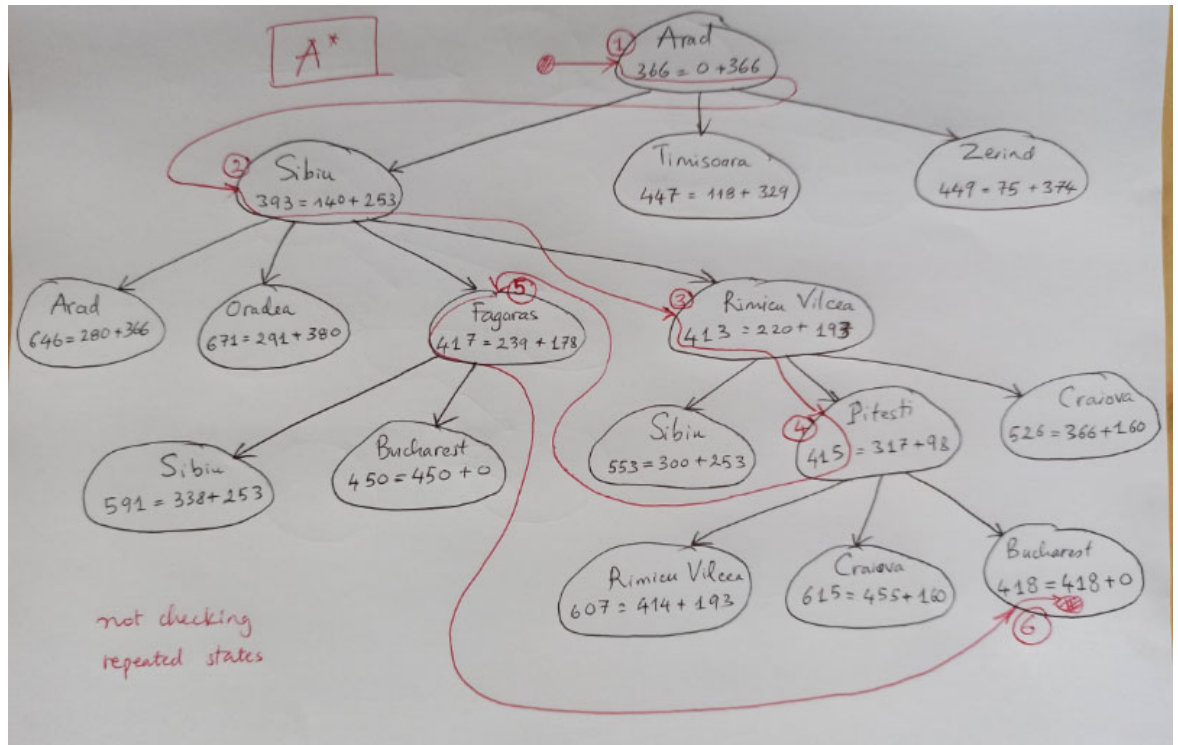 A*
1
Arad
366 = 0 + 366
2
Sibiu
393 = 140 + 253
Timisoara
447 = 118 + 329
Zerind
449 = 75 + 374
Arad
646 = 280 + 366
Oradea
671 = 291 + 380
5
Fagaras
417 = 239 + 178
3
Rimicu Vilcea
413 = 220 + 193
Sibiu
591 = 338 + 253
Bucharest
450 = 450 + 0
Sibiu
553 = 300 + 253
4
Pitesti
415 = 317 + 98
Craiova
526 = 366 + 160
Rimicu Vilcea
607 = 414 + 193
Craiova
615 = 455 + 160
Bucharest
418 = 418 + 0
6
not checking
repeated states